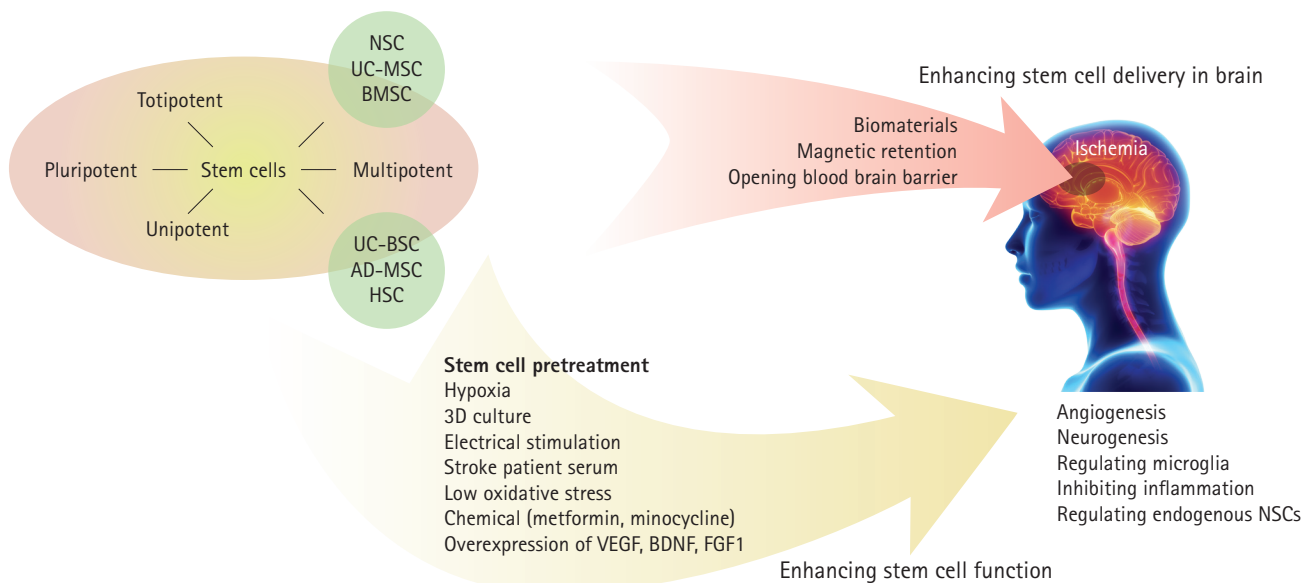 NSC
UC-MSC
BMSC
Totipotent
Pluripotent
Stem cells
Multipotent
Unipotent
UC-BSC
AD-MSC
HSC
Enhancing stem cell delivery in brain
Biomaterials
Magnetic retention
Opening blood brain barrier
Ischemia
Stem cell pretreatment
Hypoxia
3D culture
Electrical stimulation
Stroke patient serum
Low oxidative stress
Chemical (metformin, minocycline)
Overexpression of VEGF, BDNF, FGF1
Angiogenesis
Neurogenesis
Regulating microglia
Inhibiting inflammation
Regulating endogenous NSCs
Enhancing stem cell function